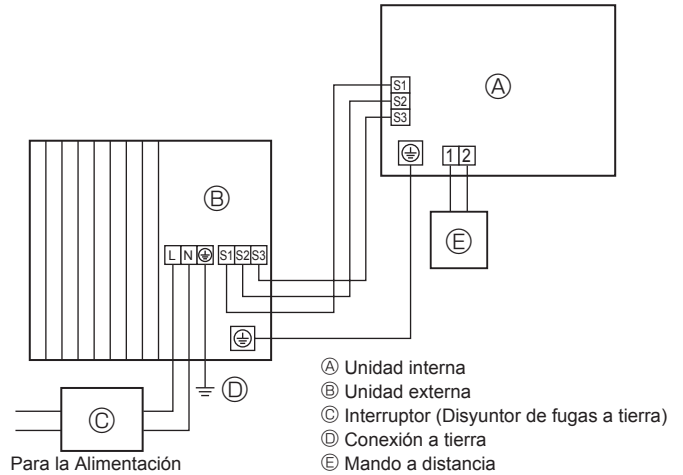 S1
S2
S3
Ⓐ
1 2
Ⓑ
L N S1 S2 S3
Ⓔ
Ⓓ
Ⓒ
Para la Alimentación
Ⓐ Unidad interna
Ⓑ Unidad externa
Ⓒ Interruptor (Disyuntor de fugas a tierra)
Ⓓ Conexión a tierra
Ⓔ Mando a distancia